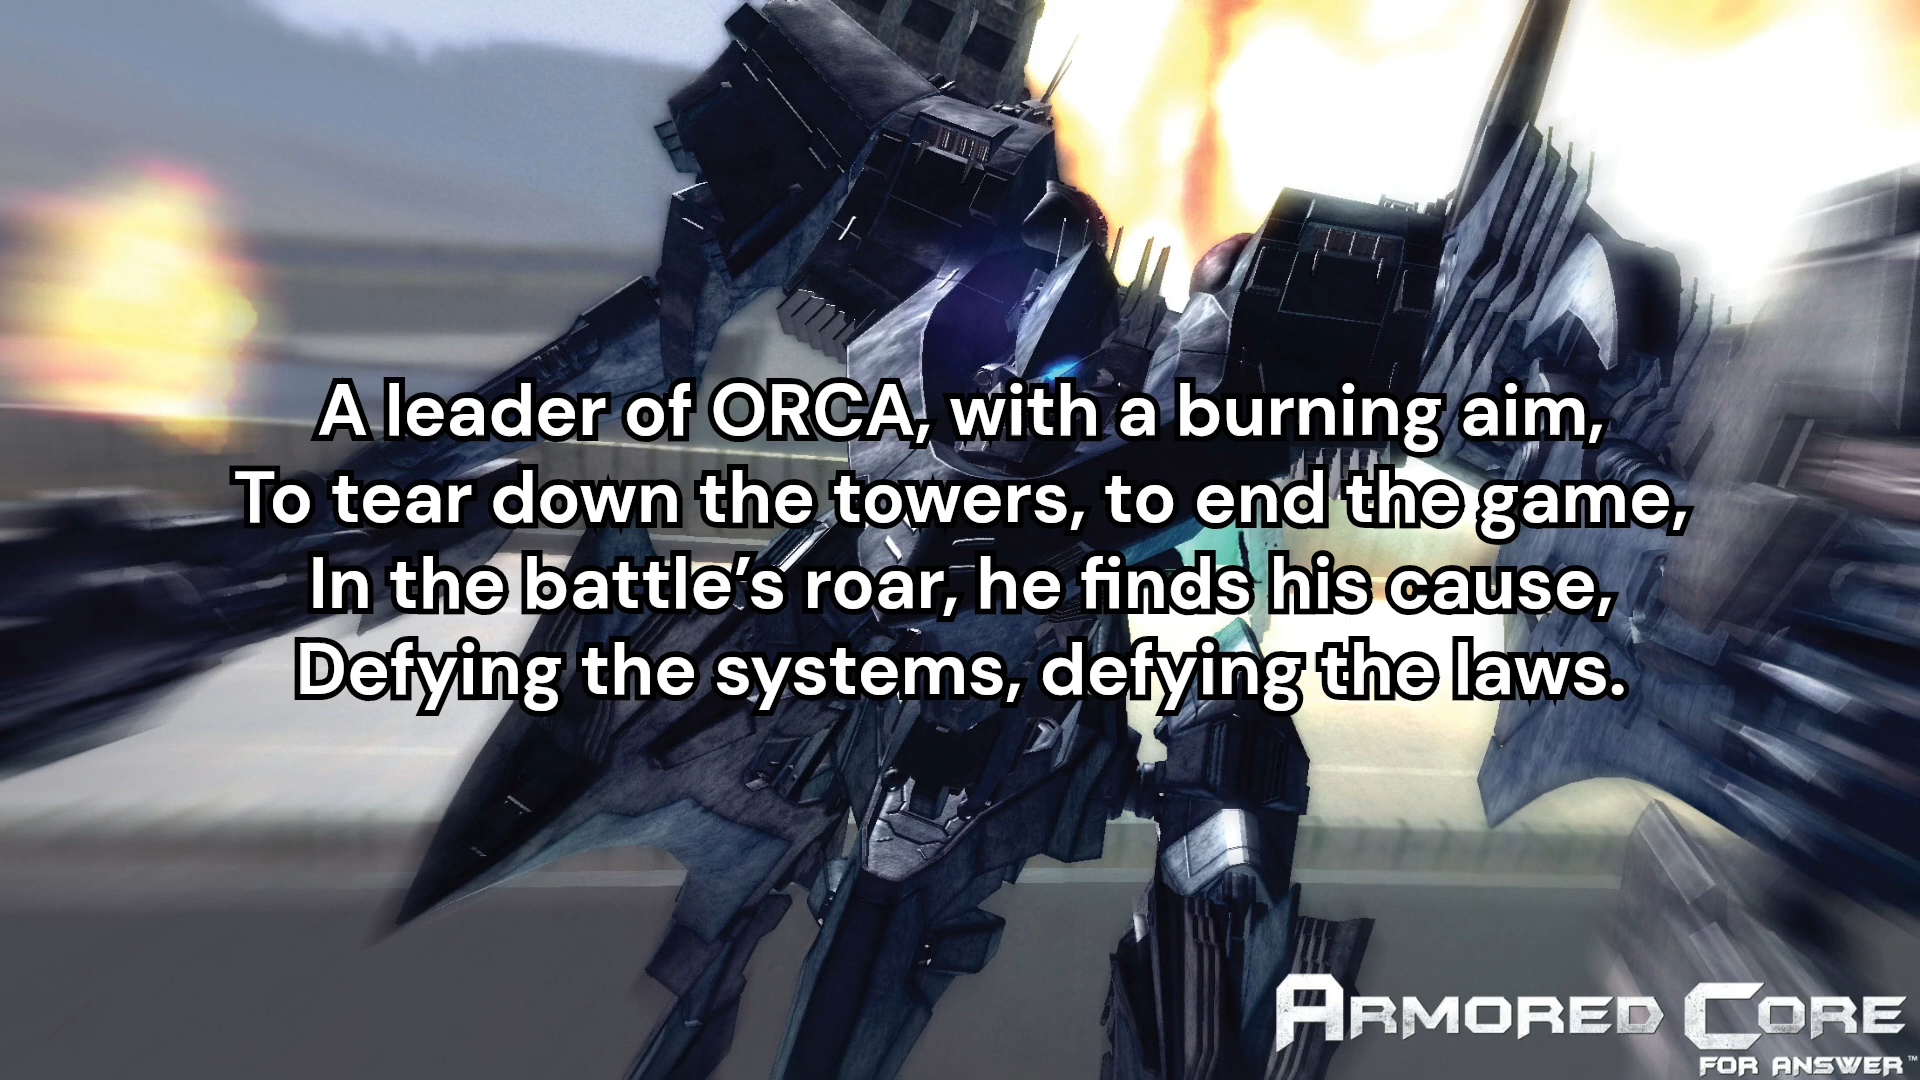 A leader of ORCA, with a burning aim,
To tear down the towers, to end the game,
In the battle’s roar, he finds his cause,
Defying the systems, defying the laws.
ARMORED CORE
FOR ANSWER™